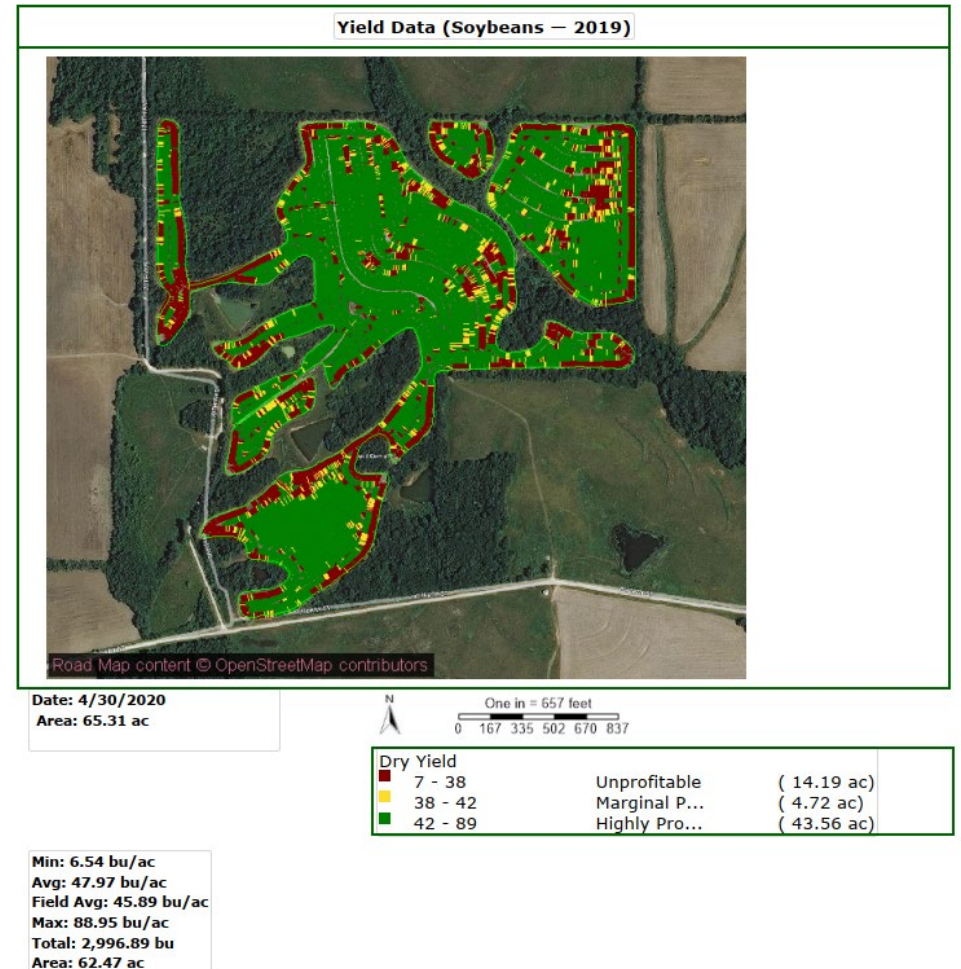 Yield Data (Soybeans — 2019)
Road Map content © OpenStreetMap contributors
Date: 4/30/2020
Area: 65.31 ac
N
One in = 657 feet
0 167 335 502 670 837
Dry Yield
7 - 38 Unprofitable ( 14.19 ac)
38 - 42 Marginal P... ( 4.72 ac)
42 - 89 Highly Pro... ( 43.56 ac)
Min: 6.54 bu/ac
Avg: 47.97 bu/ac
Field Avg: 45.89 bu/ac
Max: 88.95 bu/ac
Total: 2,996.89 bu
Area: 62.47 ac